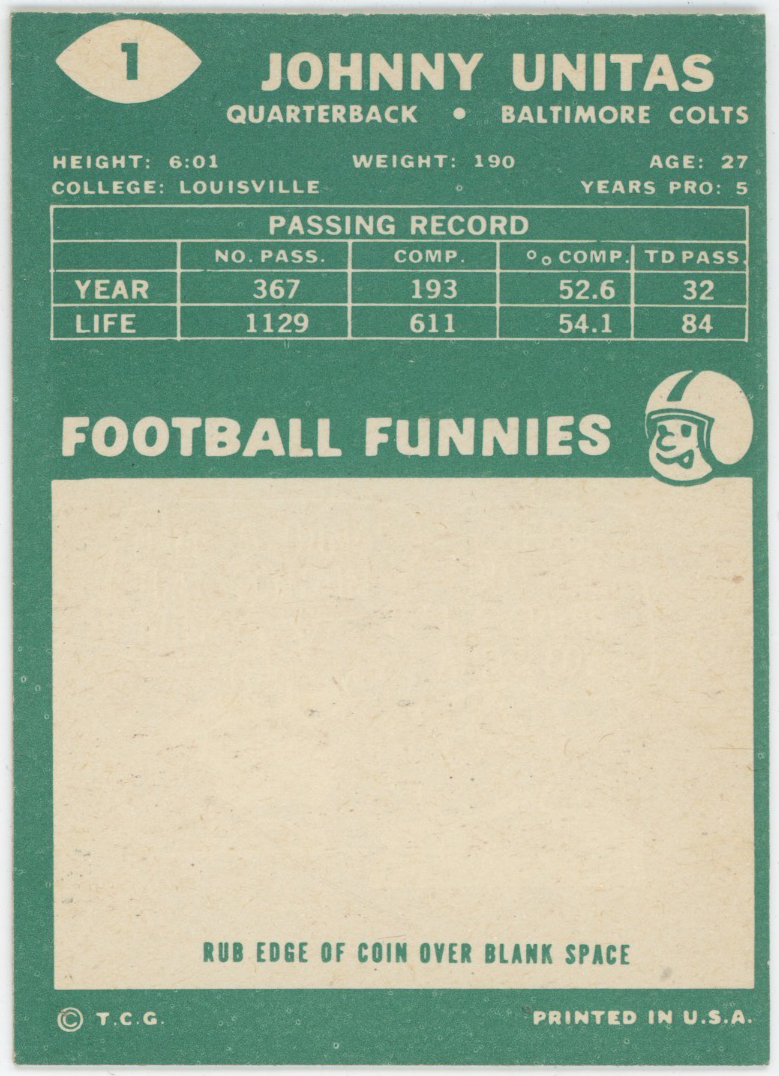 1
JOHNNY UNITAS
QUARTERBACK • BALTIMORE COLTS
HEIGHT: 6:01 WEIGHT: 190 AGE: 27
COLLEGE: LOUISVILLE YEARS PRO: 5
PASSING RECORD
NO. PASS. COMP. % COMP. TD PASS.
YEAR 367 193 52.6 32
LIFE 1129 611 54.1 84
FOOTBALL FUNNIES
RUB EDGE OF COIN OVER BLANK SPACE
© T.C.G. PRINTED IN U.S.A.